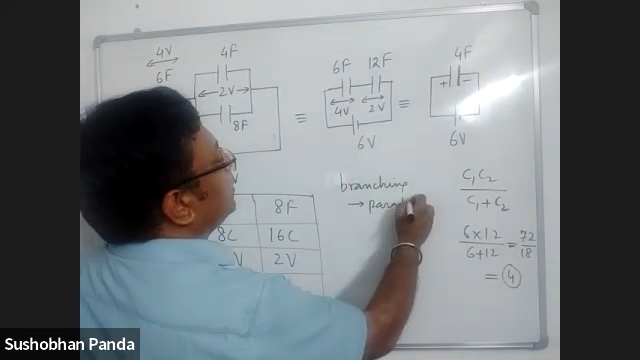 4V
6F
4F
2V
8F
V
≡
6F 12F
4V 2V
6V
≡
4F
+ −
6V
8F
8C 16C
V 2V
branching
→
C₁C₂
C₁+C₂
6×12
6+12
= 72
18
= 4
Sushobhan Panda